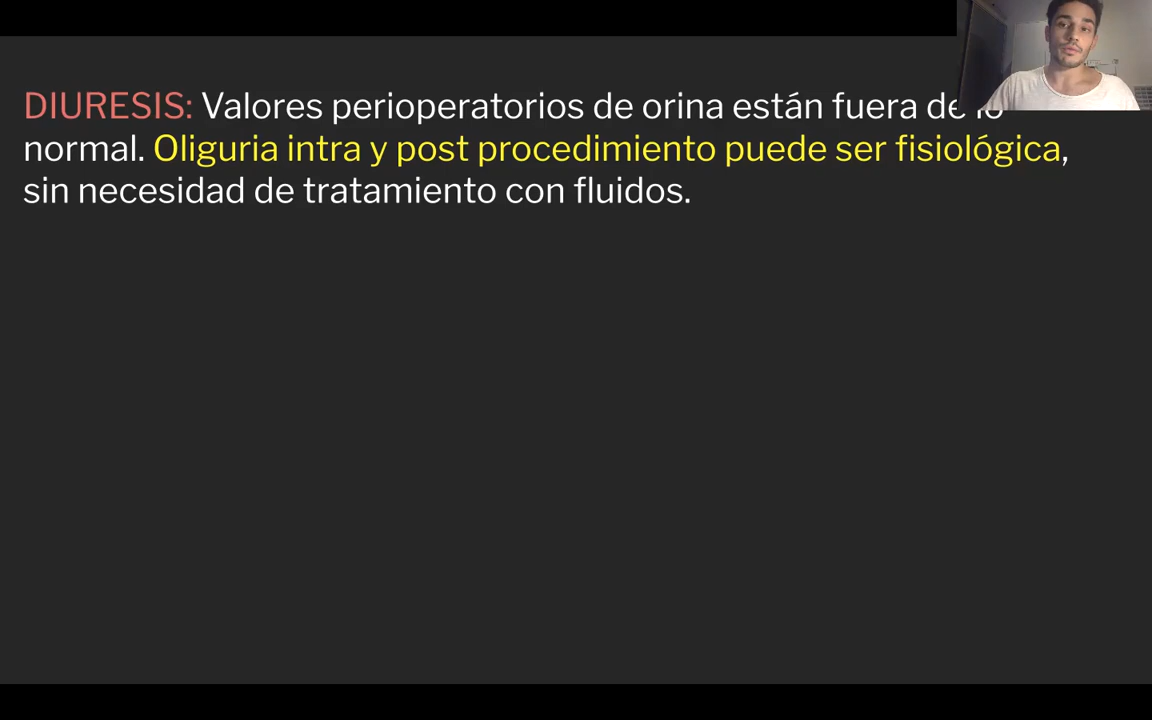 DIURESIS: Valores perioperatorios de orina están fuera de lo
normal. Oliguria intra y post procedimiento puede ser fisiológica,
sin necesidad de tratamiento con fluidos.